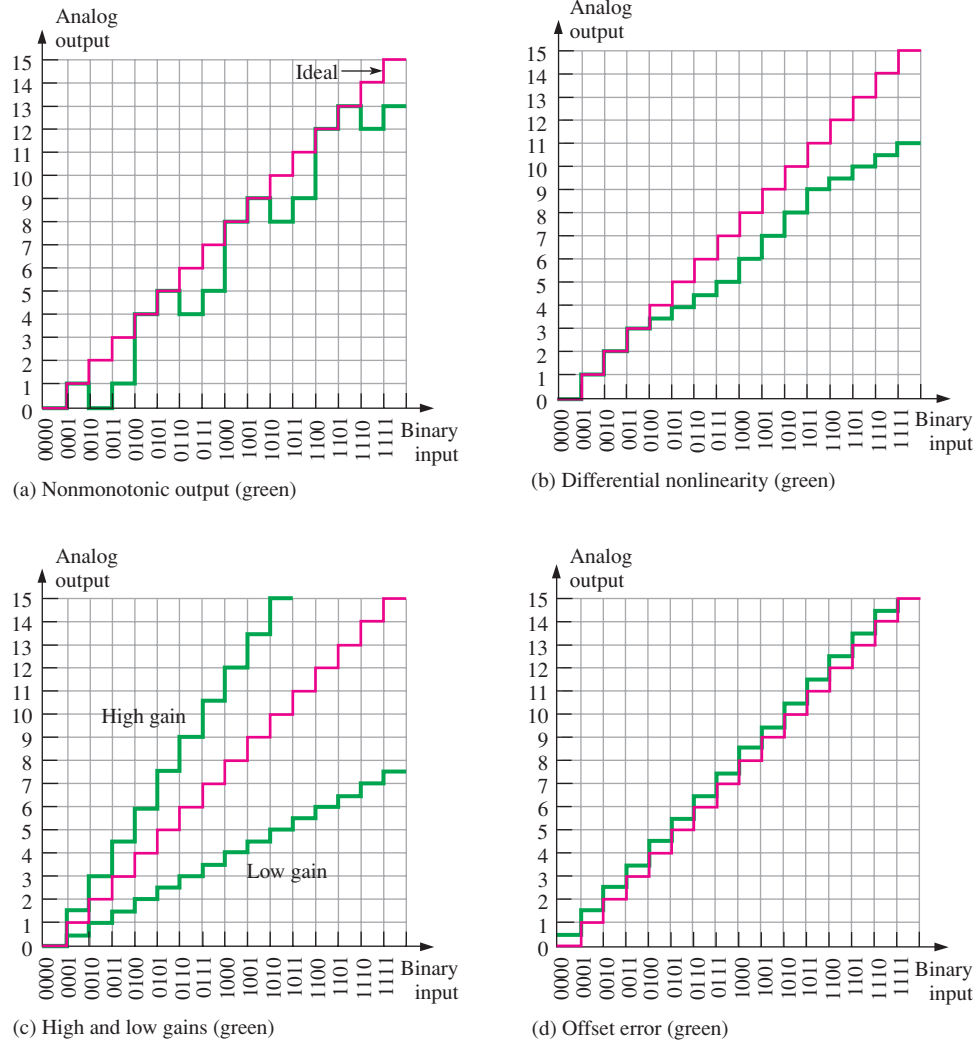 Analog
output
15
14
13
12
11
10
9
8
7
6
5
4
3
2
1
0
Ideal
0000 0001 0010 0011 0100 0101 0110 0111 1000 1001 1010 1011 1100 1101 1110 1111
Binary
input
(a) Nonmonotonic output (green)
Analog
output
15
14
13
12
11
10
9
8
7
6
5
4
3
2
1
0
0000 0001 0010 0011 0100 0101 0110 0111 1000 1001 1010 1011 1100 1101 1110 1111
Binary
input
(b) Differential nonlinearity (green)
Analog
output
15
14
13
12
11
10
9
8
7
6
5
4
3
2
1
0
High gain
Low gain
0000 0001 0010 0011 0100 0101 0110 0111 1000 1001 1010 1011 1100 1101 1110 1111
Binary
input
(c) High and low gains (green)
Analog
output
15
14
13
12
11
10
9
8
7
6
5
4
3
2
1
0
0000 0001 0010 0011 0100 0101 0110 0111 1000 1001 1010 1011 1100 1101 1110 1111
Binary
input
(d) Offset error (green)